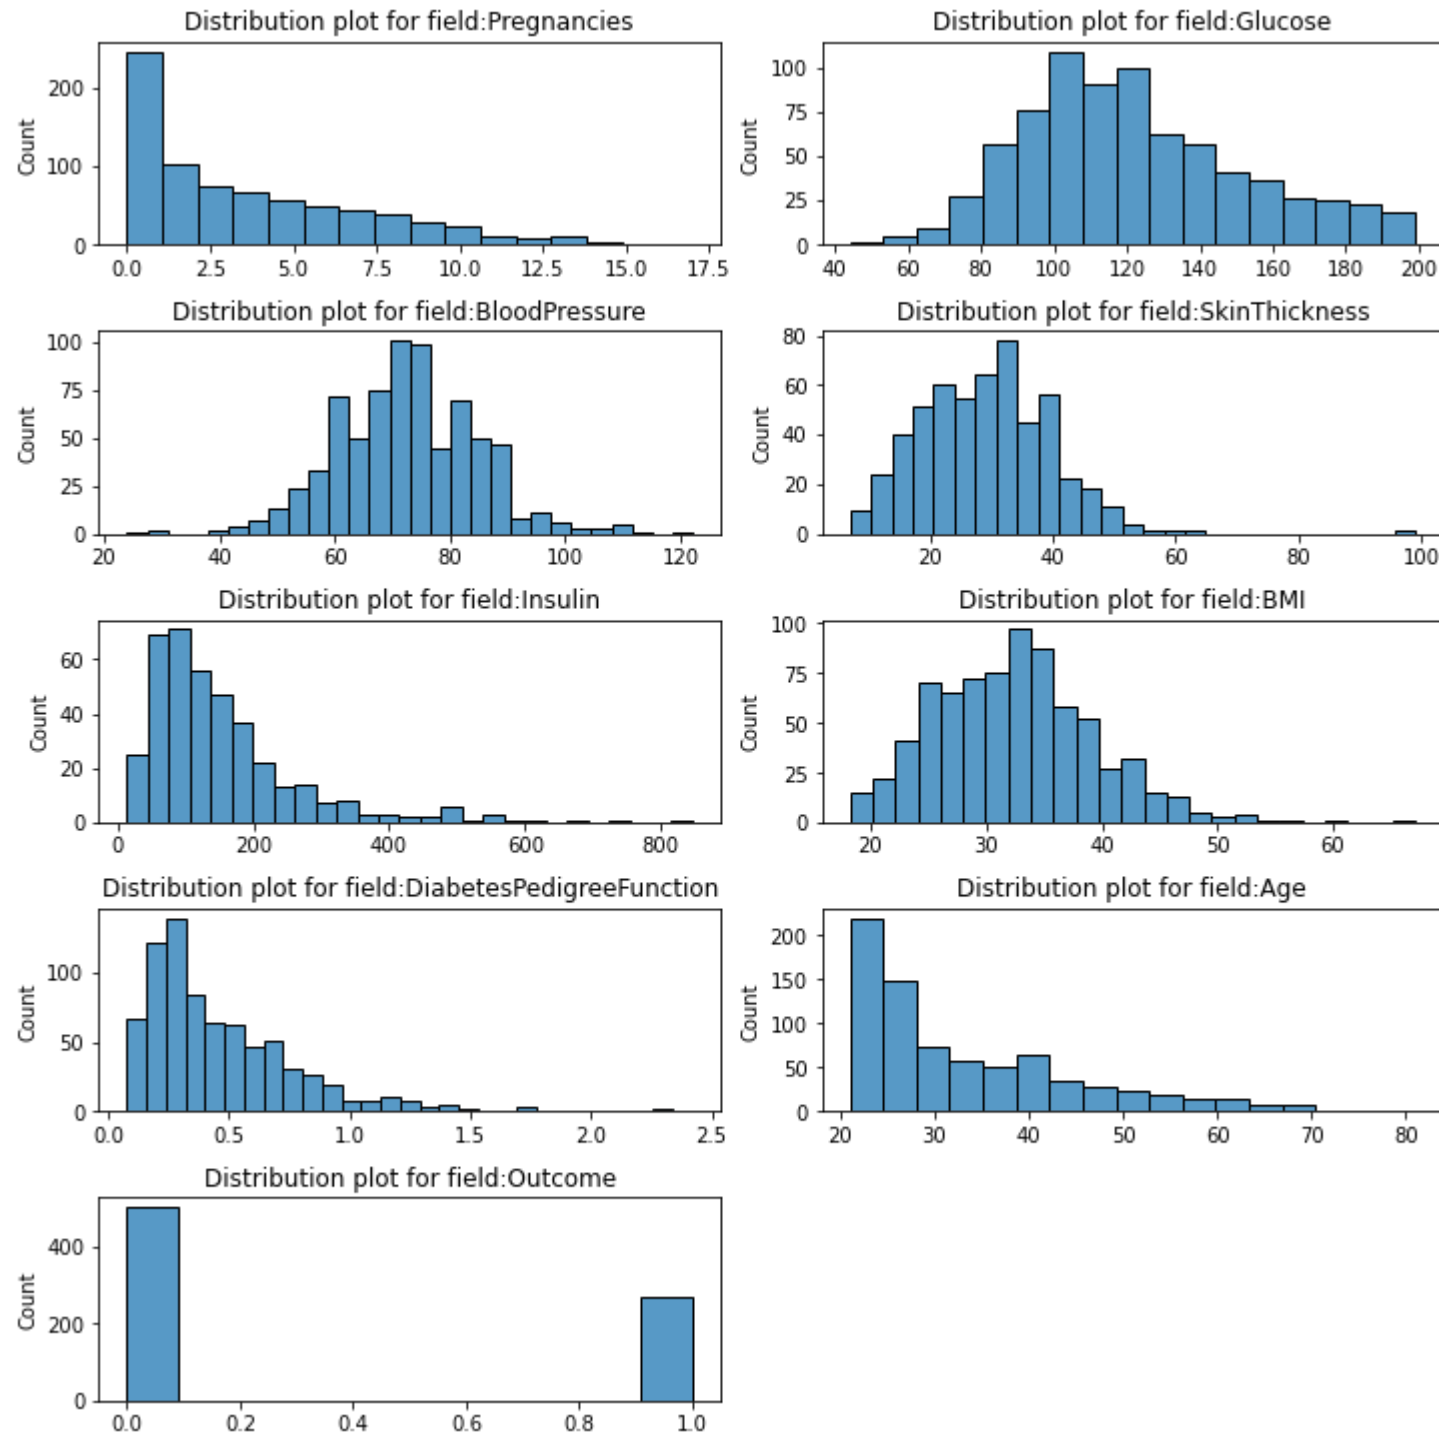 Distribution plot for field:Pregnancies
Count
200
100
0
0.0 2.5 5.0 7.5 10.0 12.5 15.0 17.5
Distribution plot for field:Glucose
Count
100
75
50
25
0
40 60 80 100 120 140 160 180 200
Distribution plot for field:BloodPressure
Count
100
75
50
25
0
20 40 60 80 100 120
Distribution plot for field:SkinThickness
Count
80
60
40
20
0
20 40 60 80 100
Distribution plot for field:Insulin
Count
60
40
20
0
0 200 400 600 800
Distribution plot for field:BMI
Count
100
75
50
25
0
20 30 40 50 60
Distribution plot for field:DiabetesPedigreeFunction
Count
100
50
0
0.0 0.5 1.0 1.5 2.0 2.5
Distribution plot for field:Age
Count
200
150
100
50
0
20 30 40 50 60 70 80
Distribution plot for field:Outcome
Count
400
200
0
0.0 0.2 0.4 0.6 0.8 1.0